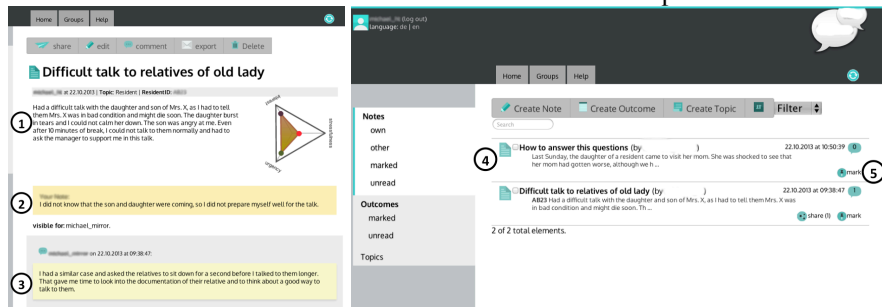 Home Groups Help
share edit comment export Delete
Difficult talk to relatives of old lady
at 22.10.2013 | Topic: Resident | ResidentID: AB23
Had a difficult talk with the daughter and son of Mrs. X, as I had to tell
them Mrs. X was in bad condition and might die soon. The daughter burst
in tears and I could not calm her down. The son was angry at me. Even
after 10 minutes of break, I could not talk to them normally and had to
ask the manager to support me in this talk.
urgency
1
2
I did not know that the son and daughter were coming, so I did not prepare myself well for the talk.
visible for: michael_mirror.
on 22.10.2013 at 09:38:47:
3
I had a similar case and asked the relatives to sit down for a second before I talked to them longer.
That gave me time to look into the documentation of their relative and to think about a good way to
talk to them.
(log out)
language: de | en
Home Groups Help
Notes
own
other
marked
unread
Outcomes
marked
unread
Topics
Create Note Create Outcome Create Topic Filter
Search
4
How to answer this questions (by ) 22.10.2013 at 10:50:39 0
Last Sunday, the daughter of a resident came to visit her mom. She was shocked to see that
her mom had gotten worse, although we h...
mark
5
Difficult talk to relatives of old lady (by ) 22.10.2013 at 09:38:47 1
AB23 Had a difficult talk with the daughter and son of Mrs. X, as I had to tell them Mrs. X was
in bad condition and might die soon. Th ...
share (1) mark
2 of 2 total elements.